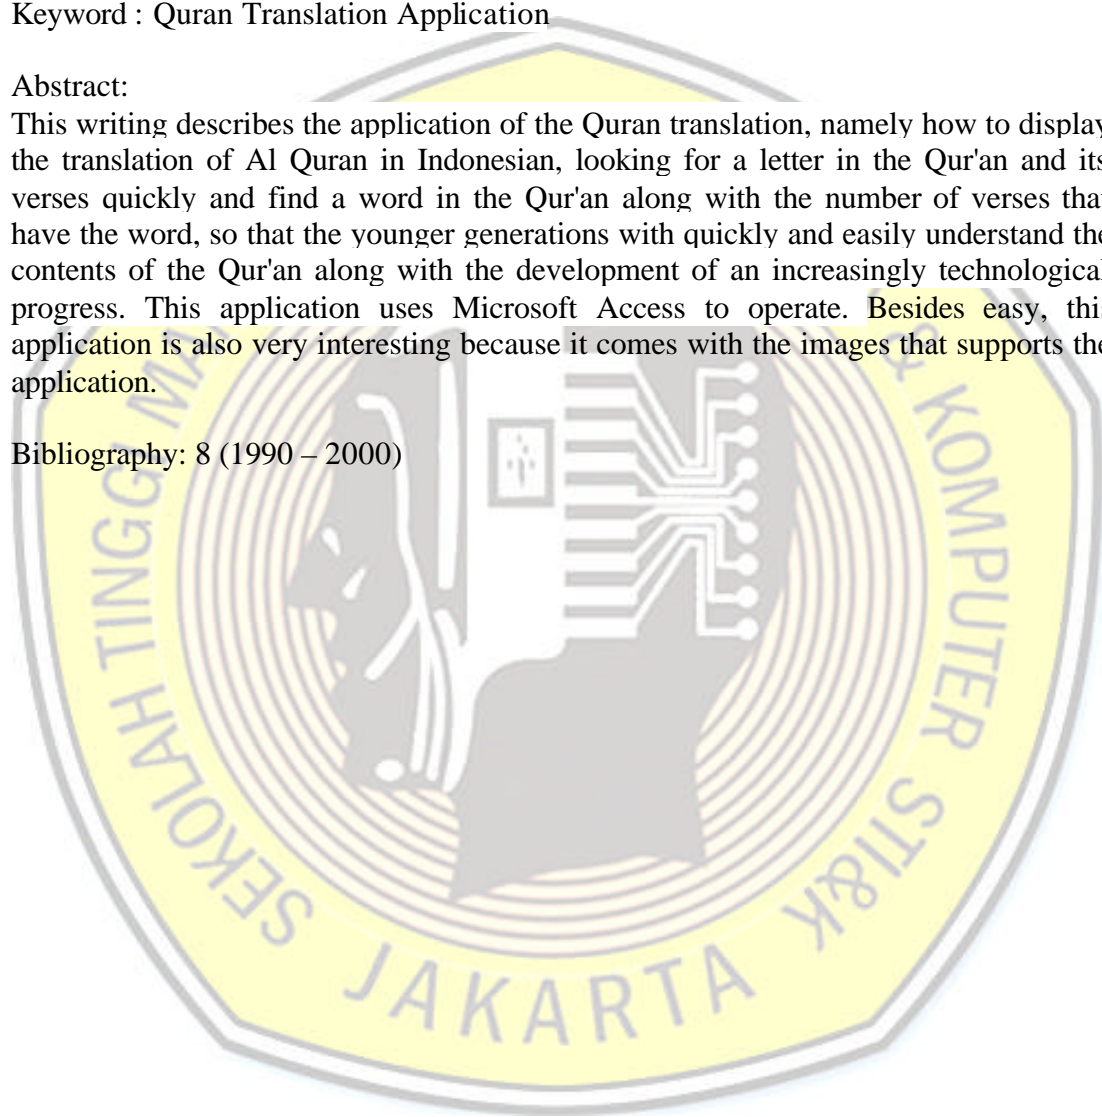 Keyword : Quran Translation Application
Abstract:
This writing describes the application of the Quran translation, namely how to display
the translation of Al Quran in Indonesian, looking for a letter in the Qur'an and its
verses quickly and find a word in the Qur'an along with the number of verses that
have the word, so that the younger generations with quickly and easily understand the
contents of the Qur'an along with the development of an increasingly technological
progress. This application uses Microsoft Access to operate. Besides easy, this
application is also very interesting because it comes with the images that supports the
application.
Bibliography: 8 (1990 – 2000)
SEKOLAH TINGGI & KOMPUTER STI&K
JAKARTA